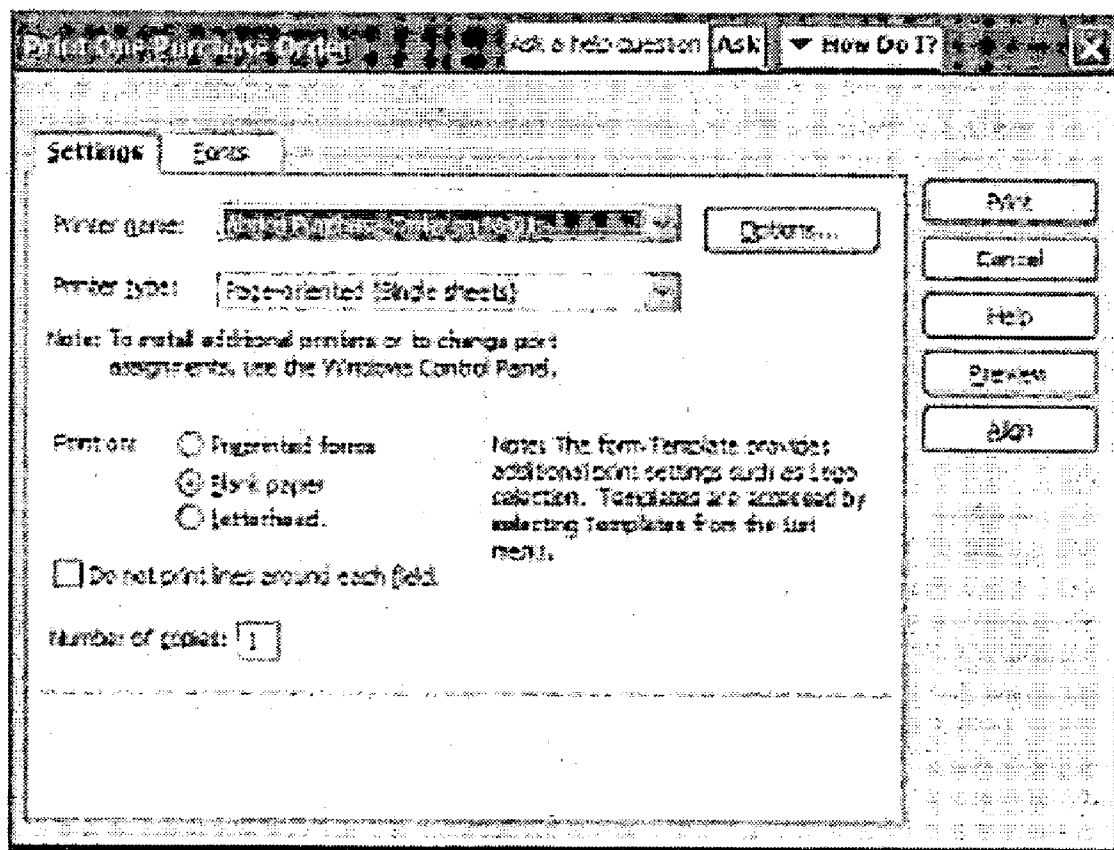 Print One Purchase Order
Ask a help question
Ask
How Do I?
Settings
Fonts
Printer name:
Options...
Printer type:
Page-oriented (Single sheets)
Note: To install additional printers or to change port
assignments, use the Windows Control Panel.
Print on:
Preprinted forms
Blank paper
Letterhead.
Note: The form Template provides
additional print settings such as Logo
selection. Templates are accessed by
selecting Templates from the List
menu.
Do not print lines around each field.
Number of copies: 1
Print
Cancel
Help
Preview
Align